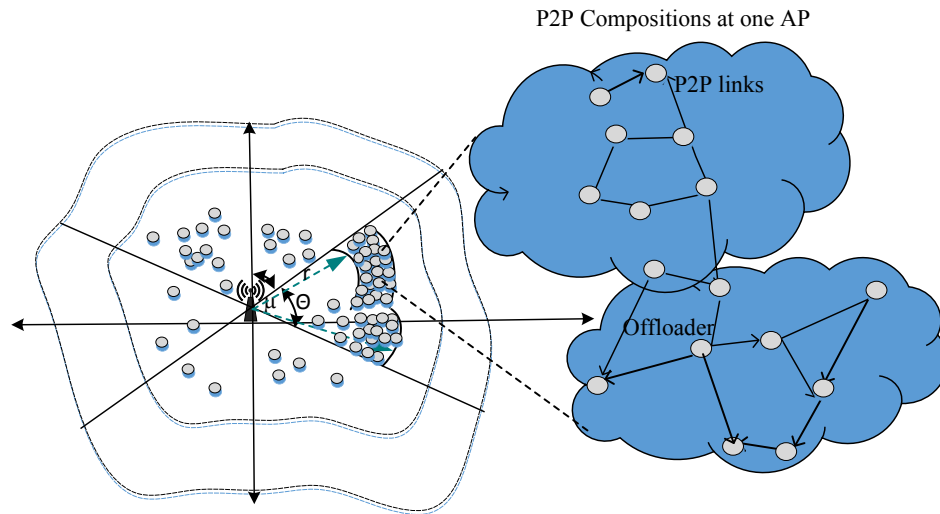 P2P Compositions at one AP
P2P links
r
μ
Θ
Offloader